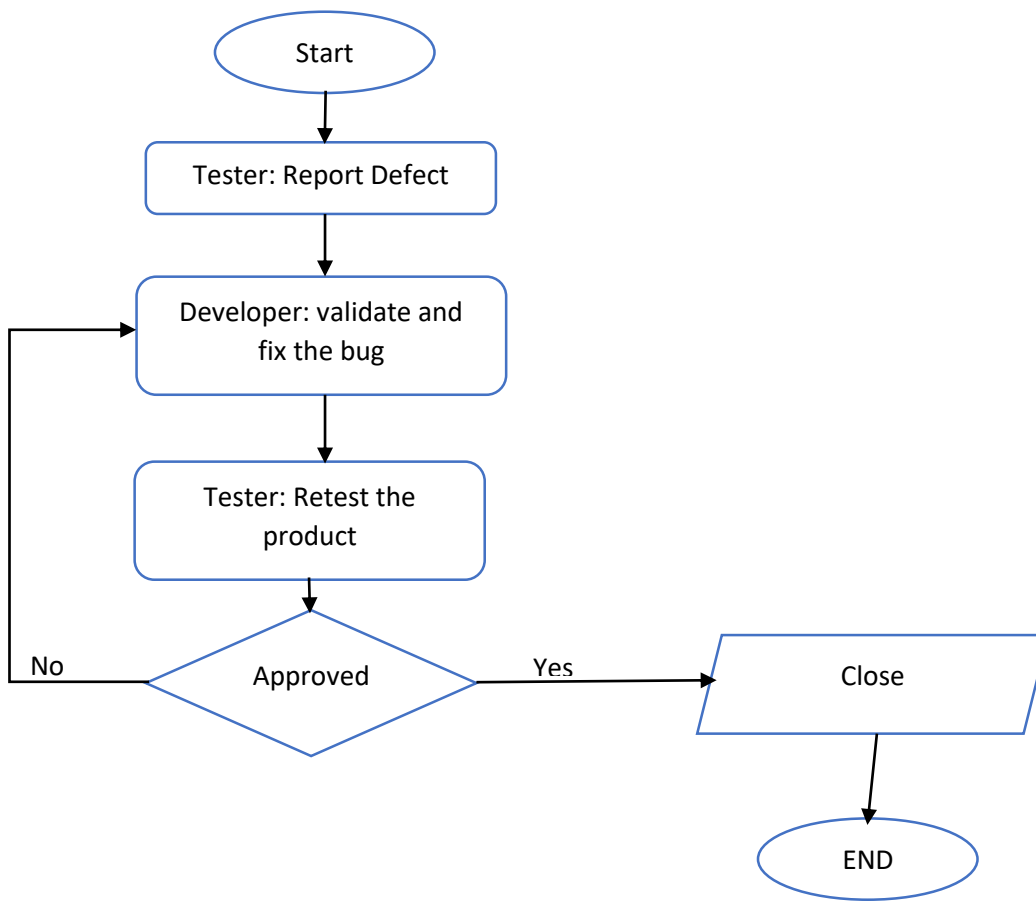 Start
Tester: Report Defect
Developer: validate and
fix the bug
Tester: Retest the
product
No
Approved
Yes
Close
END